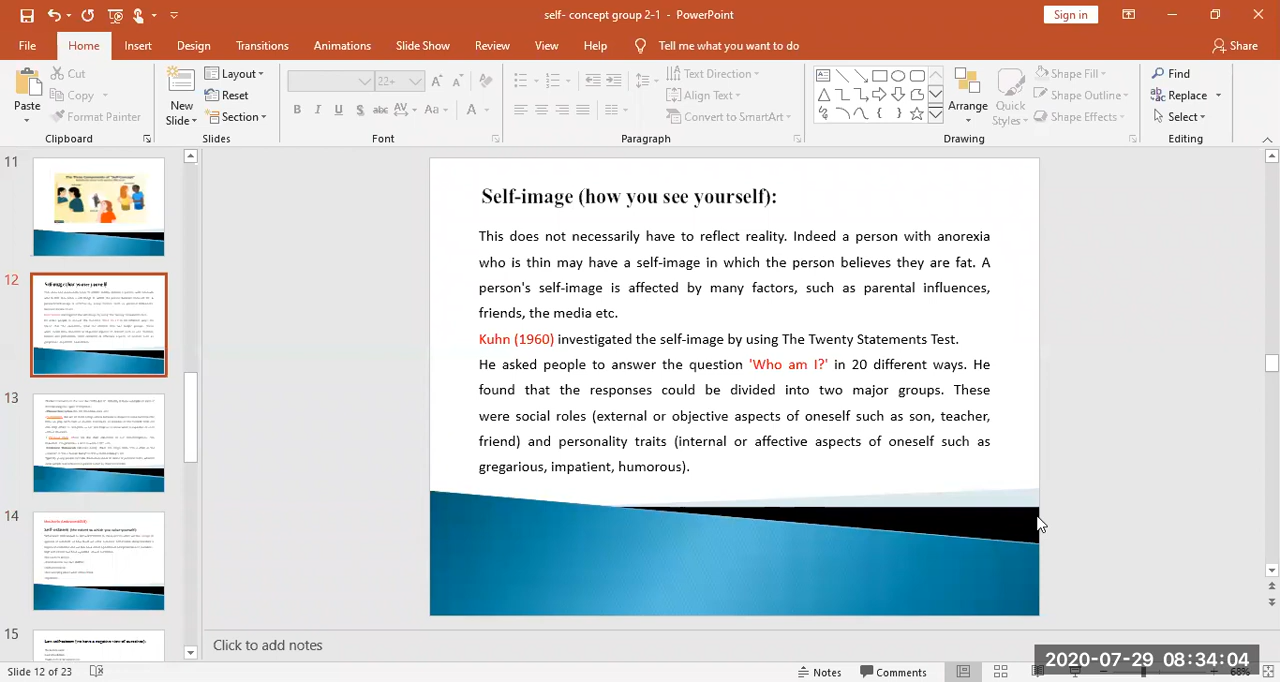 self- concept group 2-1 - PowerPoint
Sign in
File Home Insert Design Transitions Animations Slide Show Review View Help Tell me what you want to do Share
Paste Cut Copy Format Painter
Clipboard
New Slide Layout Reset Section
Slides
22+
Font
Text Direction Align Text Convert to SmartArt
Paragraph
Arrange Quick Styles Shape Fill Shape Outline Shape Effects
Drawing
Find Replace Select
Editing
11
12
13
14
15
Self-image (how you see yourself):
This does not necessarily have to reflect reality. Indeed a person with anorexia
who is thin may have a self-image in which the person believes they are fat. A
person's self-image is affected by many factors, such as parental influences,
friends, the media etc.
Kuhn (1960) investigated the self-image by using The Twenty Statements Test.
He asked people to answer the question 'Who am I?' in 20 different ways. He
found that the responses could be divided into two major groups. These
were social roles (external or objective aspects of oneself such as son, teacher,
friend) and personality traits (internal or affective aspects of oneself such as
gregarious, impatient, humorous).
Click to add notes
Slide 12 of 23
Notes Comments
68%
2020-07-29 08:34:04